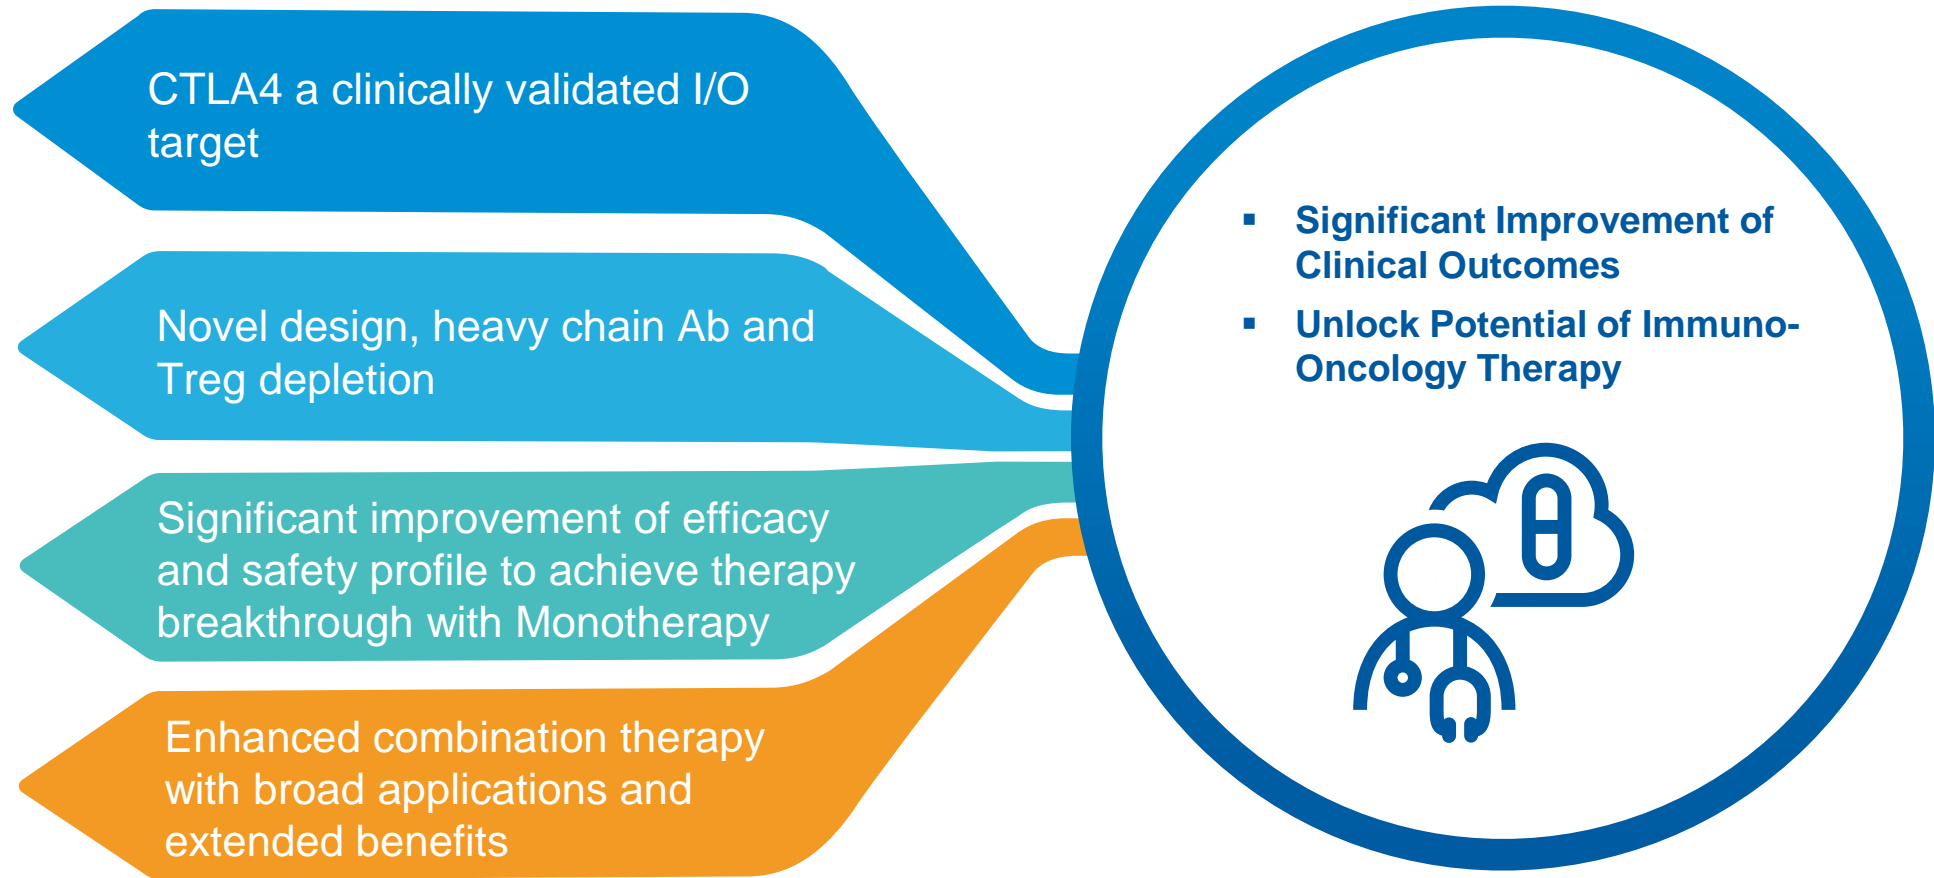 CTLA4 a clinically validated I/O
target
Novel design, heavy chain Ab and
Treg depletion
Significant improvement of efficacy
and safety profile to achieve therapy
breakthrough with Monotherapy
Enhanced combination therapy
with broad applications and
extended benefits
▪ Significant Improvement of
Clinical Outcomes
▪ Unlock Potential of Immuno-
Oncology Therapy